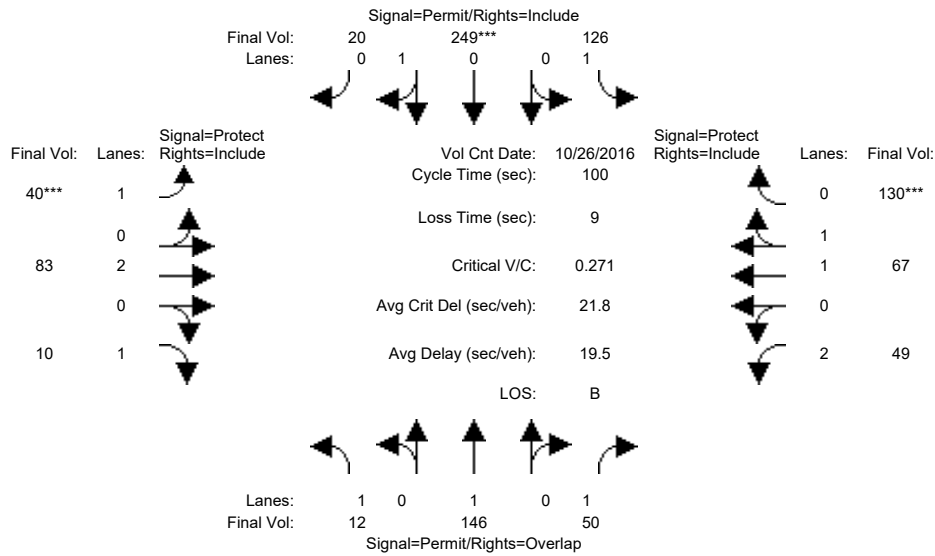 Signal=Permit/Rights=Include
Final Vol: 20 249*** 126
Lanes: 0 1 0 0 1
Signal=Protect
Final Vol: Lanes: Rights=Include
Vol Cnt Date: 10/26/2016
Signal=Protect
Rights=Include Lanes: Final Vol:
Cycle Time (sec): 100
40*** 1
0 130***
Loss Time (sec): 9
0
1
83 2
Critical V/C: 0.271
1 67
0
Avg Crit Del (sec/veh): 21.8
0
10 1
Avg Delay (sec/veh): 19.5
2 49
LOS: B
Lanes: 1 0 1 0 1
Final Vol: 12 146 50
Signal=Permit/Rights=Overlap